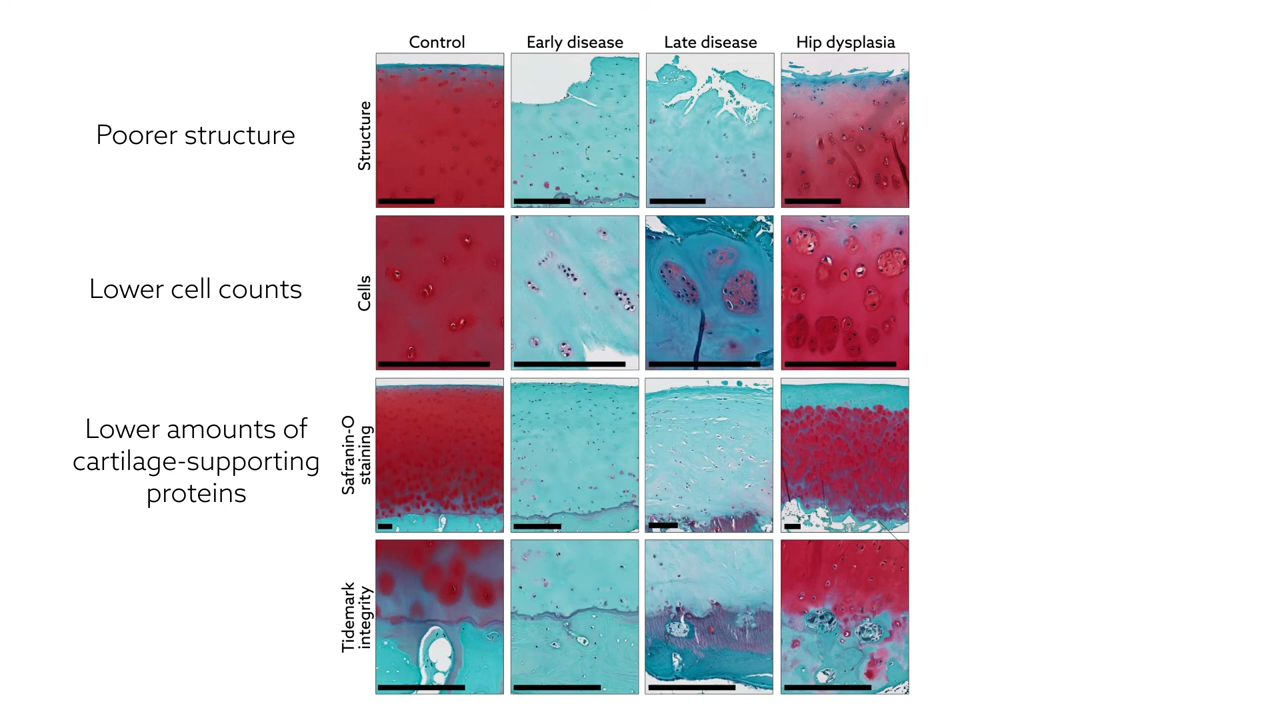 Control
Early disease
Late disease
Hip dysplasia
Poorer structure
Structure
Lower cell counts
Cells
Lower amounts of
cartilage-supporting
proteins
Safranin-O
staining
Tidemark
integrity